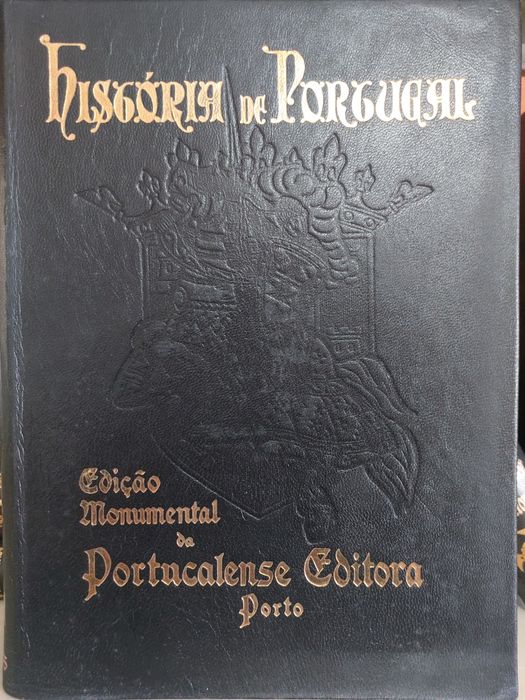 História de Portugal
Edição
Monumental
da
Portucalense Editora
Porto